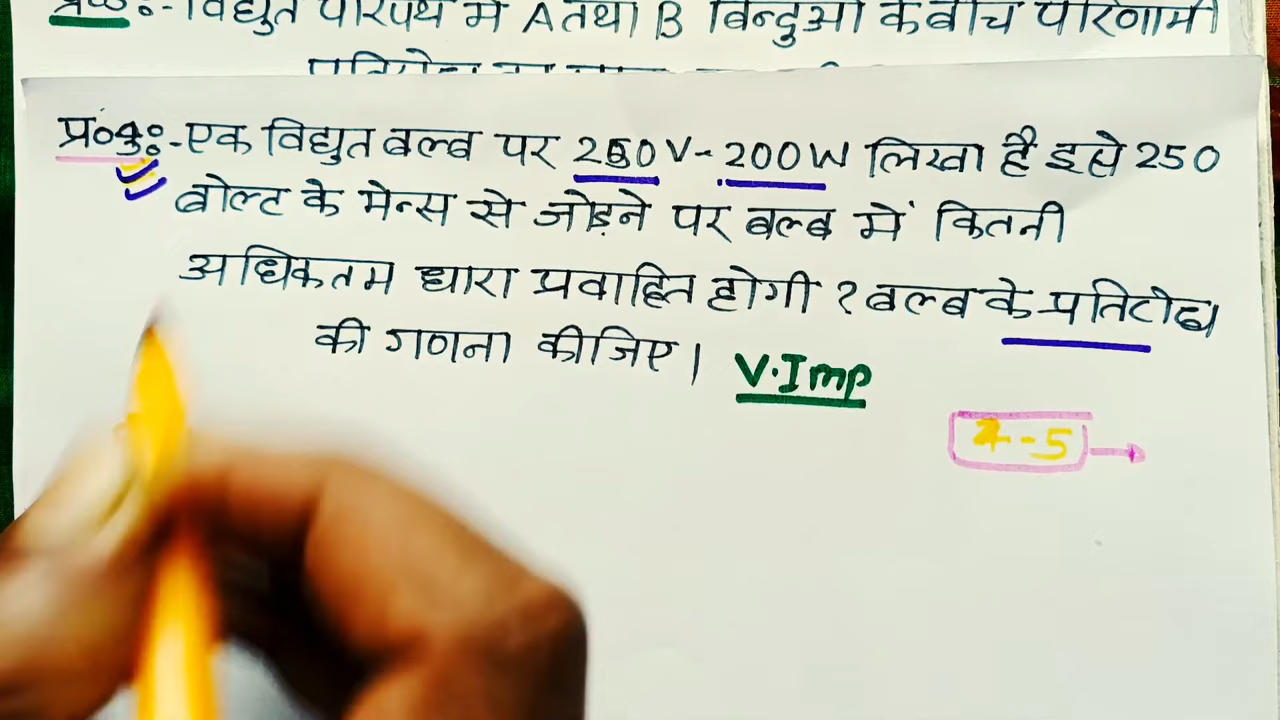 प्र०:- विद्युत परिपथ में A तथा B बिन्दुओं के बीच परिणामी
प्र०4:- एक विद्युत बल्ब पर 250V-200W लिखा है इसे 250
वोल्ट के मेन्स से जोड़ने पर बल्ब में कितनी
अधिकतम धारा प्रवाहित होगी ? बल्ब के प्रतिरोध
की गणना कीजिए।
V.Imp
4-5